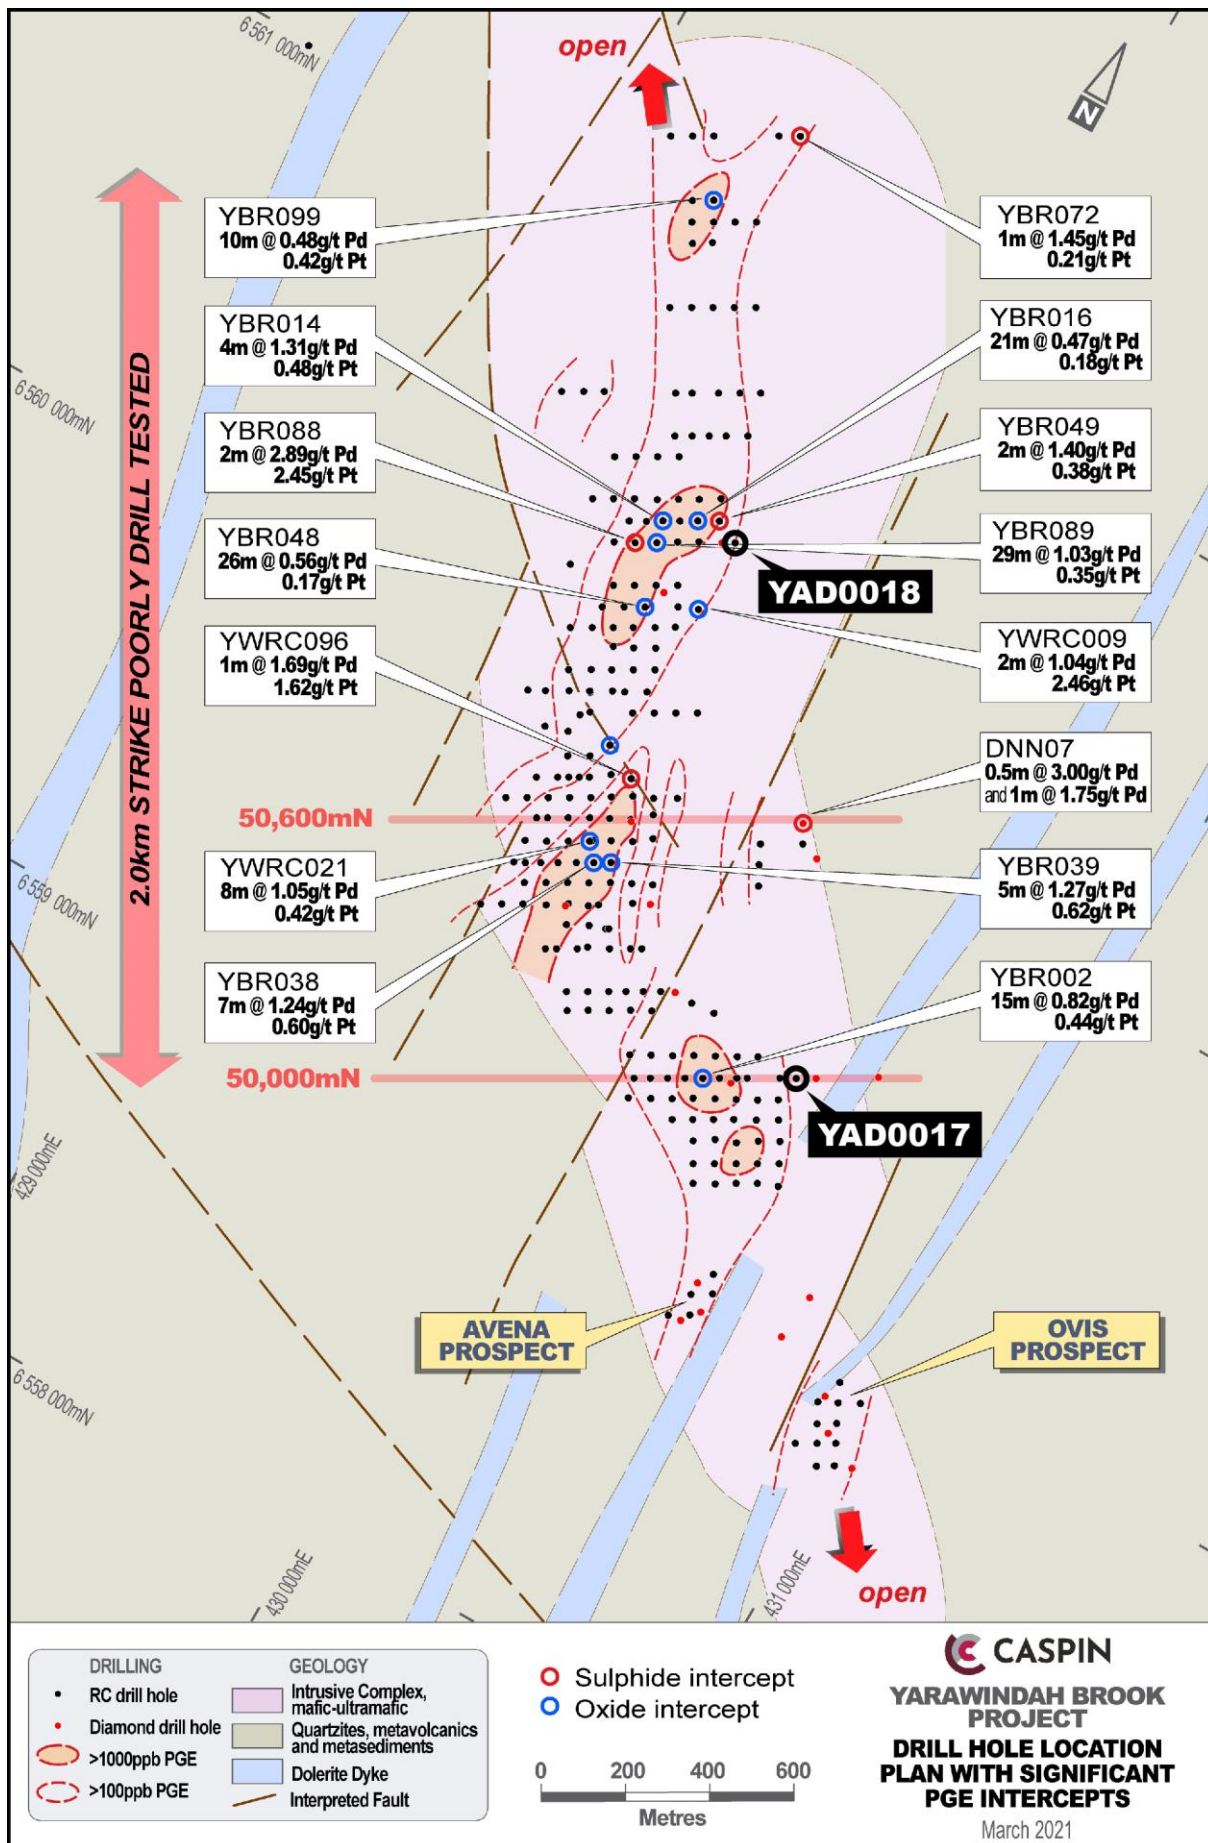 6 561 000mN
open
N
YBR099
10m @ 0.48g/t Pd
0.42g/t Pt
YBR072
1m @ 1.45g/t Pd
0.21g/t Pt
YBR014
4m @ 1.31g/t Pd
0.48g/t Pt
YBR016
21m @ 0.47g/t Pd
0.18g/t Pt
6 560 000mN
2.0km STRIKE POORLY DRILL TESTED
YBR088
2m @ 2.89g/t Pd
2.45g/t Pt
YBR049
2m @ 1.40g/t Pd
0.38g/t Pt
YBR048
26m @ 0.56g/t Pd
0.17g/t Pt
YBR089
29m @ 1.03g/t Pd
0.35g/t Pt
YAD0018
YWRC096
1m @ 1.69g/t Pd
1.62g/t Pt
YWRC009
2m @ 1.04g/t Pd
2.46g/t Pt
DNN07
0.5m @ 3.00g/t Pd
and 1m @ 1.75g/t Pd
50,600mN
YWRC021
8m @ 1.05g/t Pd
0.42g/t Pt
YBR039
5m @ 1.27g/t Pd
0.62g/t Pt
6 559 000mN
YBR038
7m @ 1.24g/t Pd
0.60g/t Pt
YBR002
15m @ 0.82g/t Pd
0.44g/t Pt
50,000mN
YAD0017
429 000mE
AVENA
PROSPECT
OVIS
PROSPECT
6 558 000mN
430 000mE
431 000mE
open
DRILLING
RC drill hole
Diamond drill hole
>1000ppb PGE
>100ppb PGE
GEOLOGY
Intrusive Complex,
mafic-ultramafic
Quartzites, metavolcanics
and metasediments
Dolerite Dyke
Interpreted Fault
Sulphide intercept
Oxide intercept
0 200 400 600
Metres
CASPIN
YARAWINDAH BROOK
PROJECT
DRILL HOLE LOCATION
PLAN WITH SIGNIFICANT
PGE INTERCEPTS
March 2021